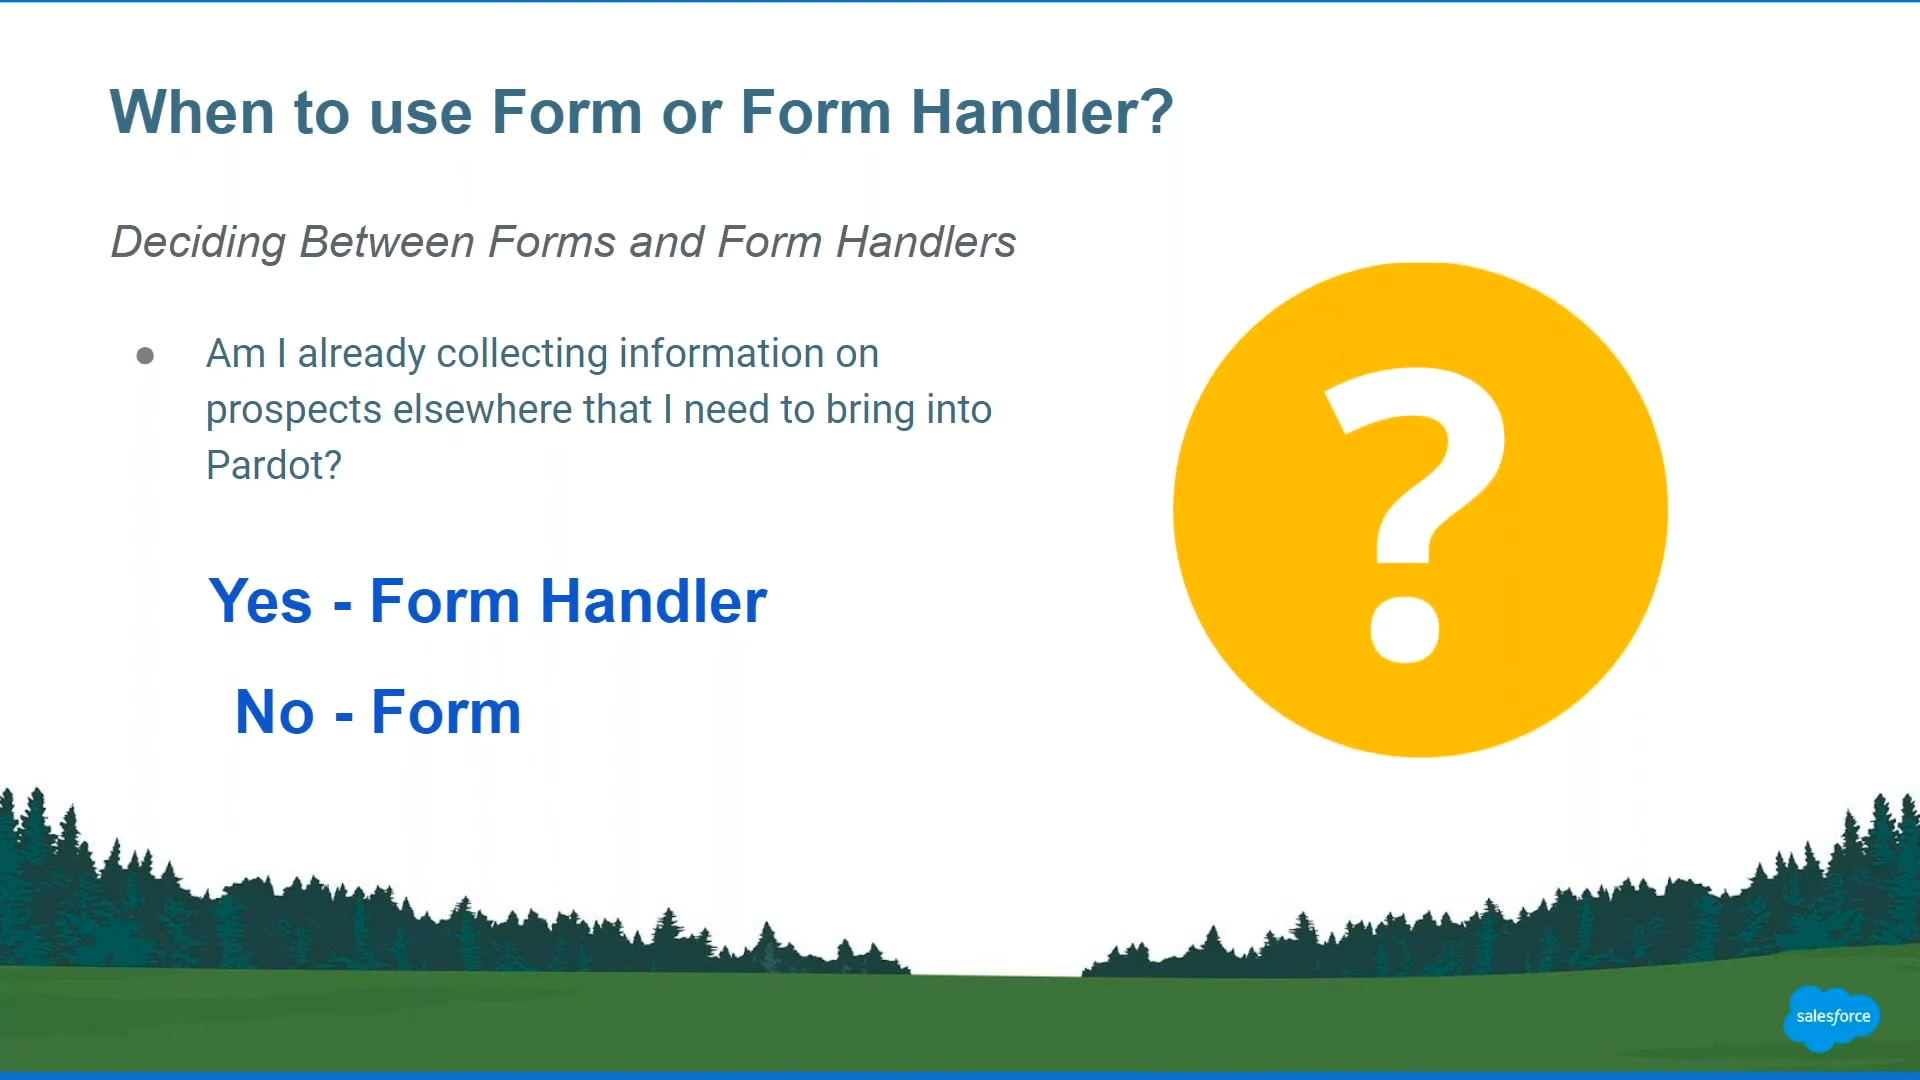 When to use Form or Form Handler?
Deciding Between Forms and Form Handlers
● Am I already collecting information on
prospects elsewhere that I need to bring into
Pardot?
Yes - Form Handler
No - Form
?
salesforce